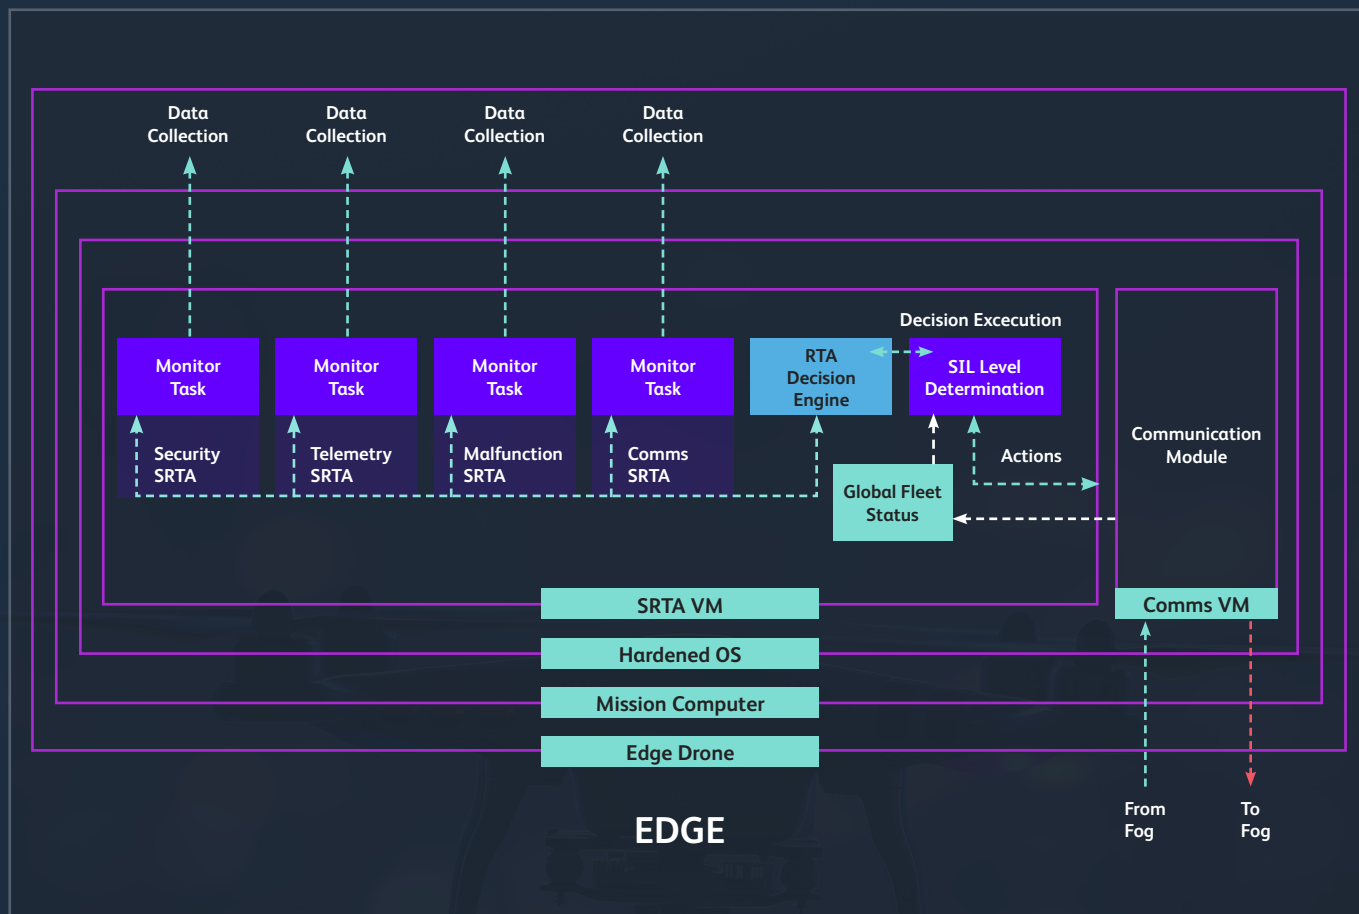 Data
Collection
Data
Collection
Data
Collection
Data
Collection
Decision Excecution
Monitor
Task
Monitor
Task
Monitor
Task
Monitor
Task
RTA
Decision
Engine
SIL Level
Determination
Security
SRTA
Telemetry
SRTA
Malfunction
SRTA
Comms
SRTA
Global Fleet
Status
Actions
Communication
Module
SRTA VM
Comms VM
Hardened OS
Mission Computer
Edge Drone
EDGE
From
Fog
To
Fog